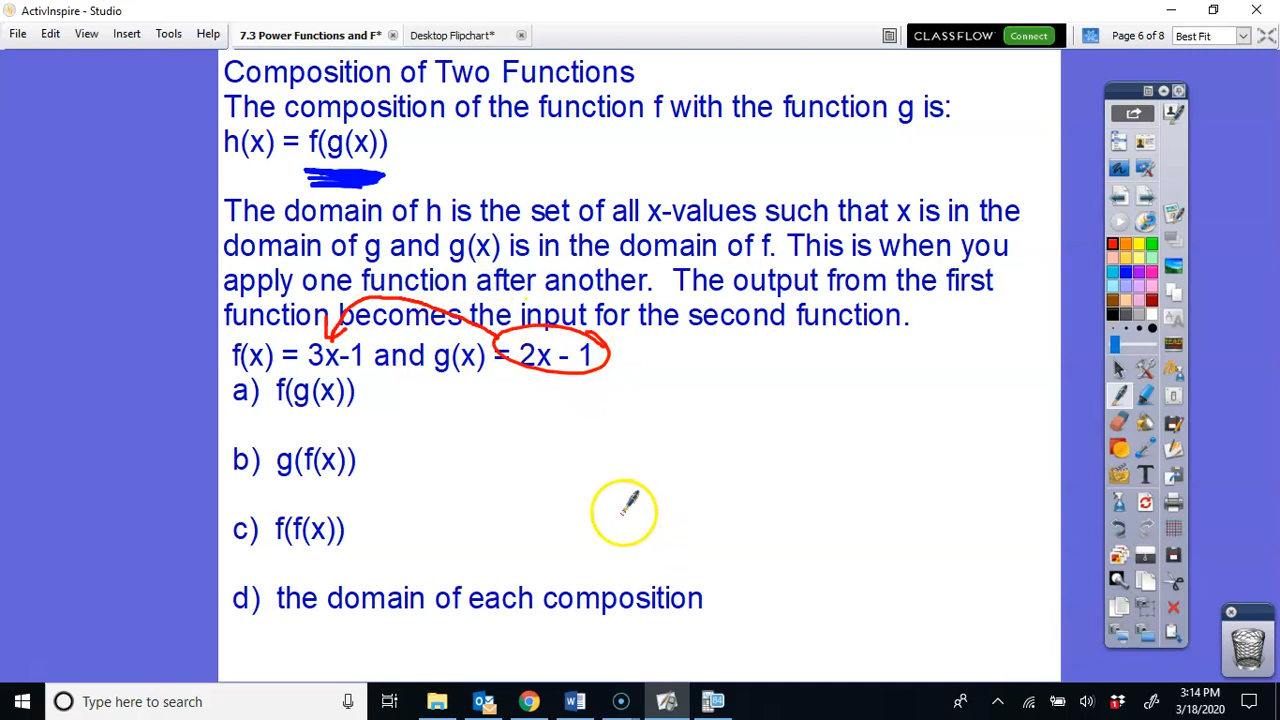 ActivInspire - Studio
File Edit View Insert Tools Help
7.3 Power Functions and F*
Desktop Flipchart*
CLASSFLOW Connect
Page 6 of 8
Best Fit
Composition of Two Functions
The composition of the function f with the function g is:
h(x) = f(g(x))
The domain of h is the set of all x-values such that x is in the
domain of g and g(x) is in the domain of f. This is when you
apply one function after another. The output from the first
function becomes the input for the second function.
f(x) = 3x-1 and g(x) = 2x - 1
a) f(g(x))
b) g(f(x))
c) f(f(x))
d) the domain of each composition
Type here to search
3:14 PM
3/18/2020